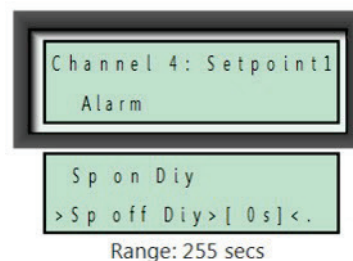 Channel 4: Setpoint1
Alarm
Sp on Diy
>Sp off Diy>[ 0s]<.
Range: 255 secs